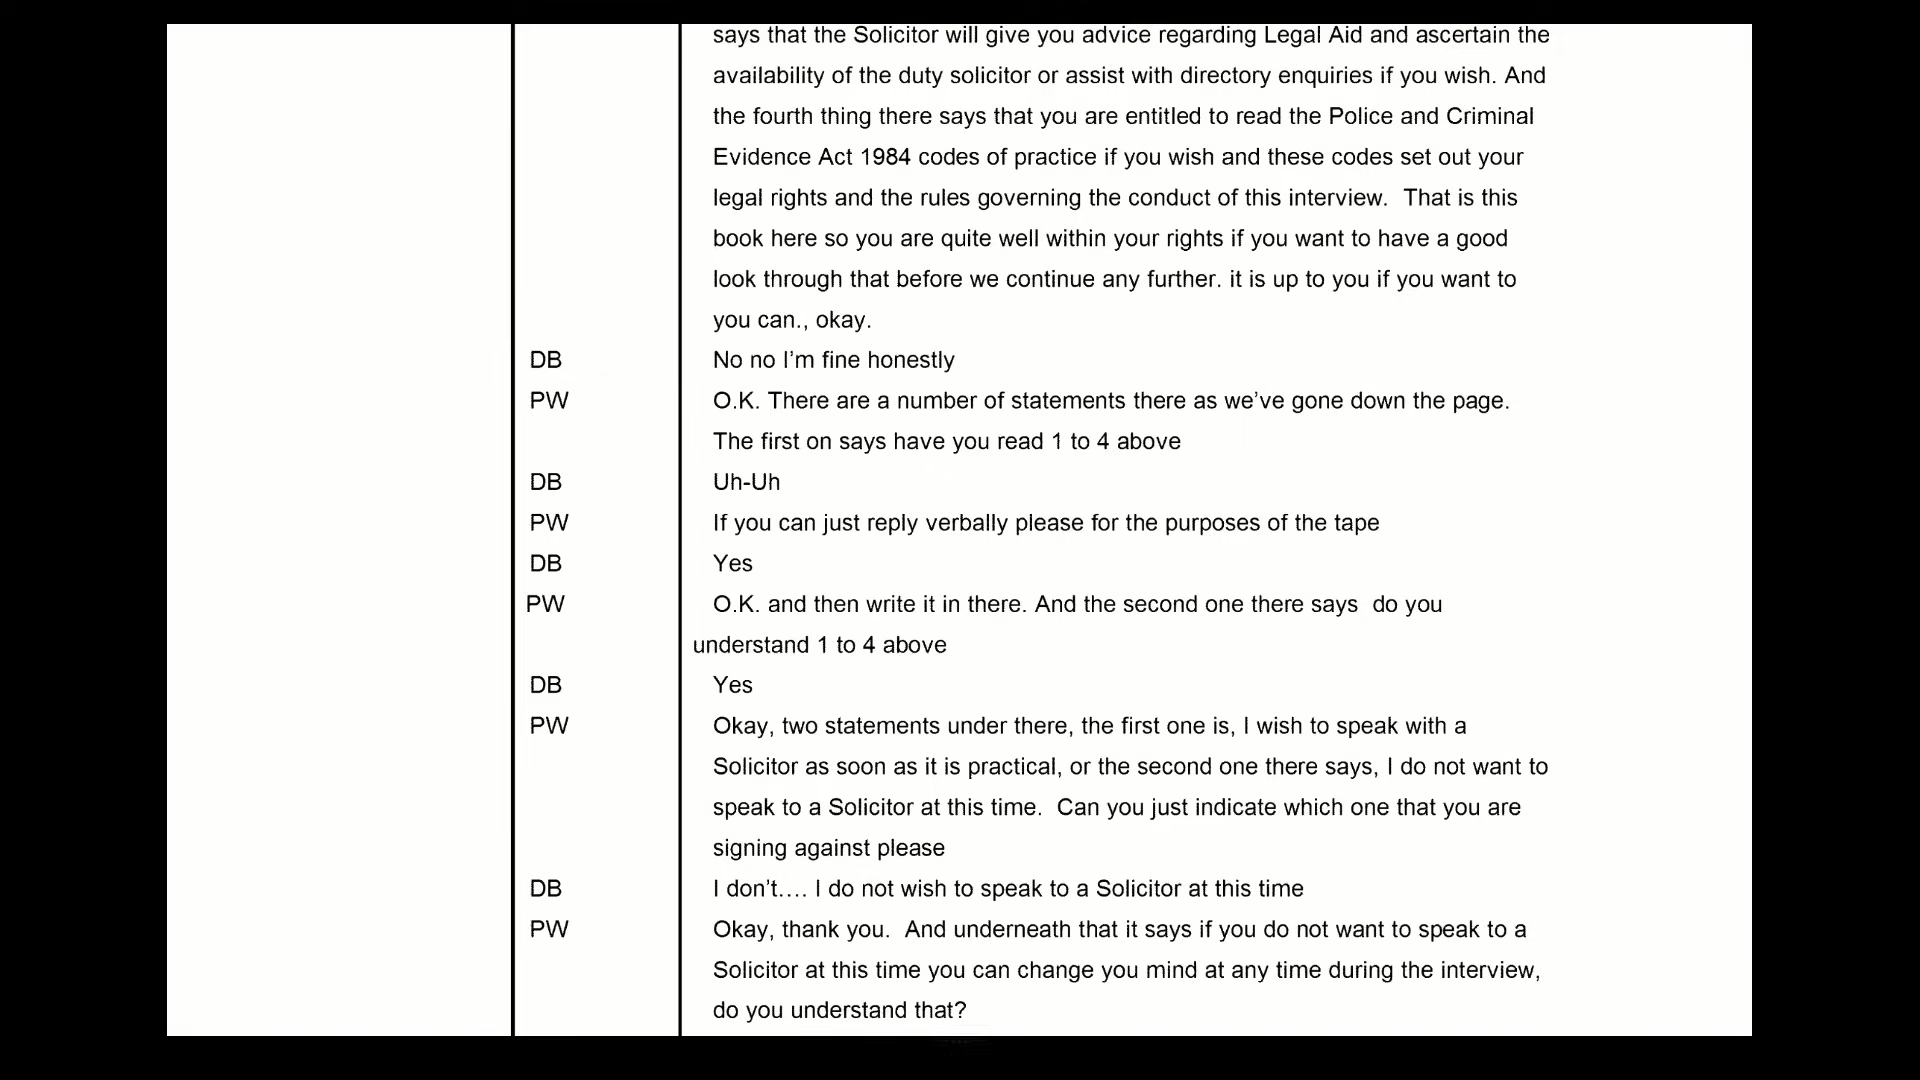 says that the Solicitor will give you advice regarding Legal Aid and ascertain the
availability of the duty solicitor or assist with directory enquiries if you wish. And
the fourth thing there says that you are entitled to read the Police and Criminal
Evidence Act 1984 codes of practice if you wish and these codes set out your
legal rights and the rules governing the conduct of this interview.  That is this
book here so you are quite well within your rights if you want to have a good
look through that before we continue any further. it is up to you if you want to
you can., okay.
DB No no I'm fine honestly
PW O.K. There are a number of statements there as we've gone down the page.
The first on says have you read 1 to 4 above
DB Uh-Uh
PW If you can just reply verbally please for the purposes of the tape
DB Yes
PW O.K. and then write it in there. And the second one there says  do you
understand 1 to 4 above
DB Yes
PW Okay, two statements under there, the first one is, I wish to speak with a
Solicitor as soon as it is practical, or the second one there says, I do not want to
speak to a Solicitor at this time.  Can you just indicate which one that you are
signing against please
DB I don't…. I do not wish to speak to a Solicitor at this time
PW Okay, thank you.  And underneath that it says if you do not want to speak to a
Solicitor at this time you can change you mind at any time during the interview,
do you understand that?